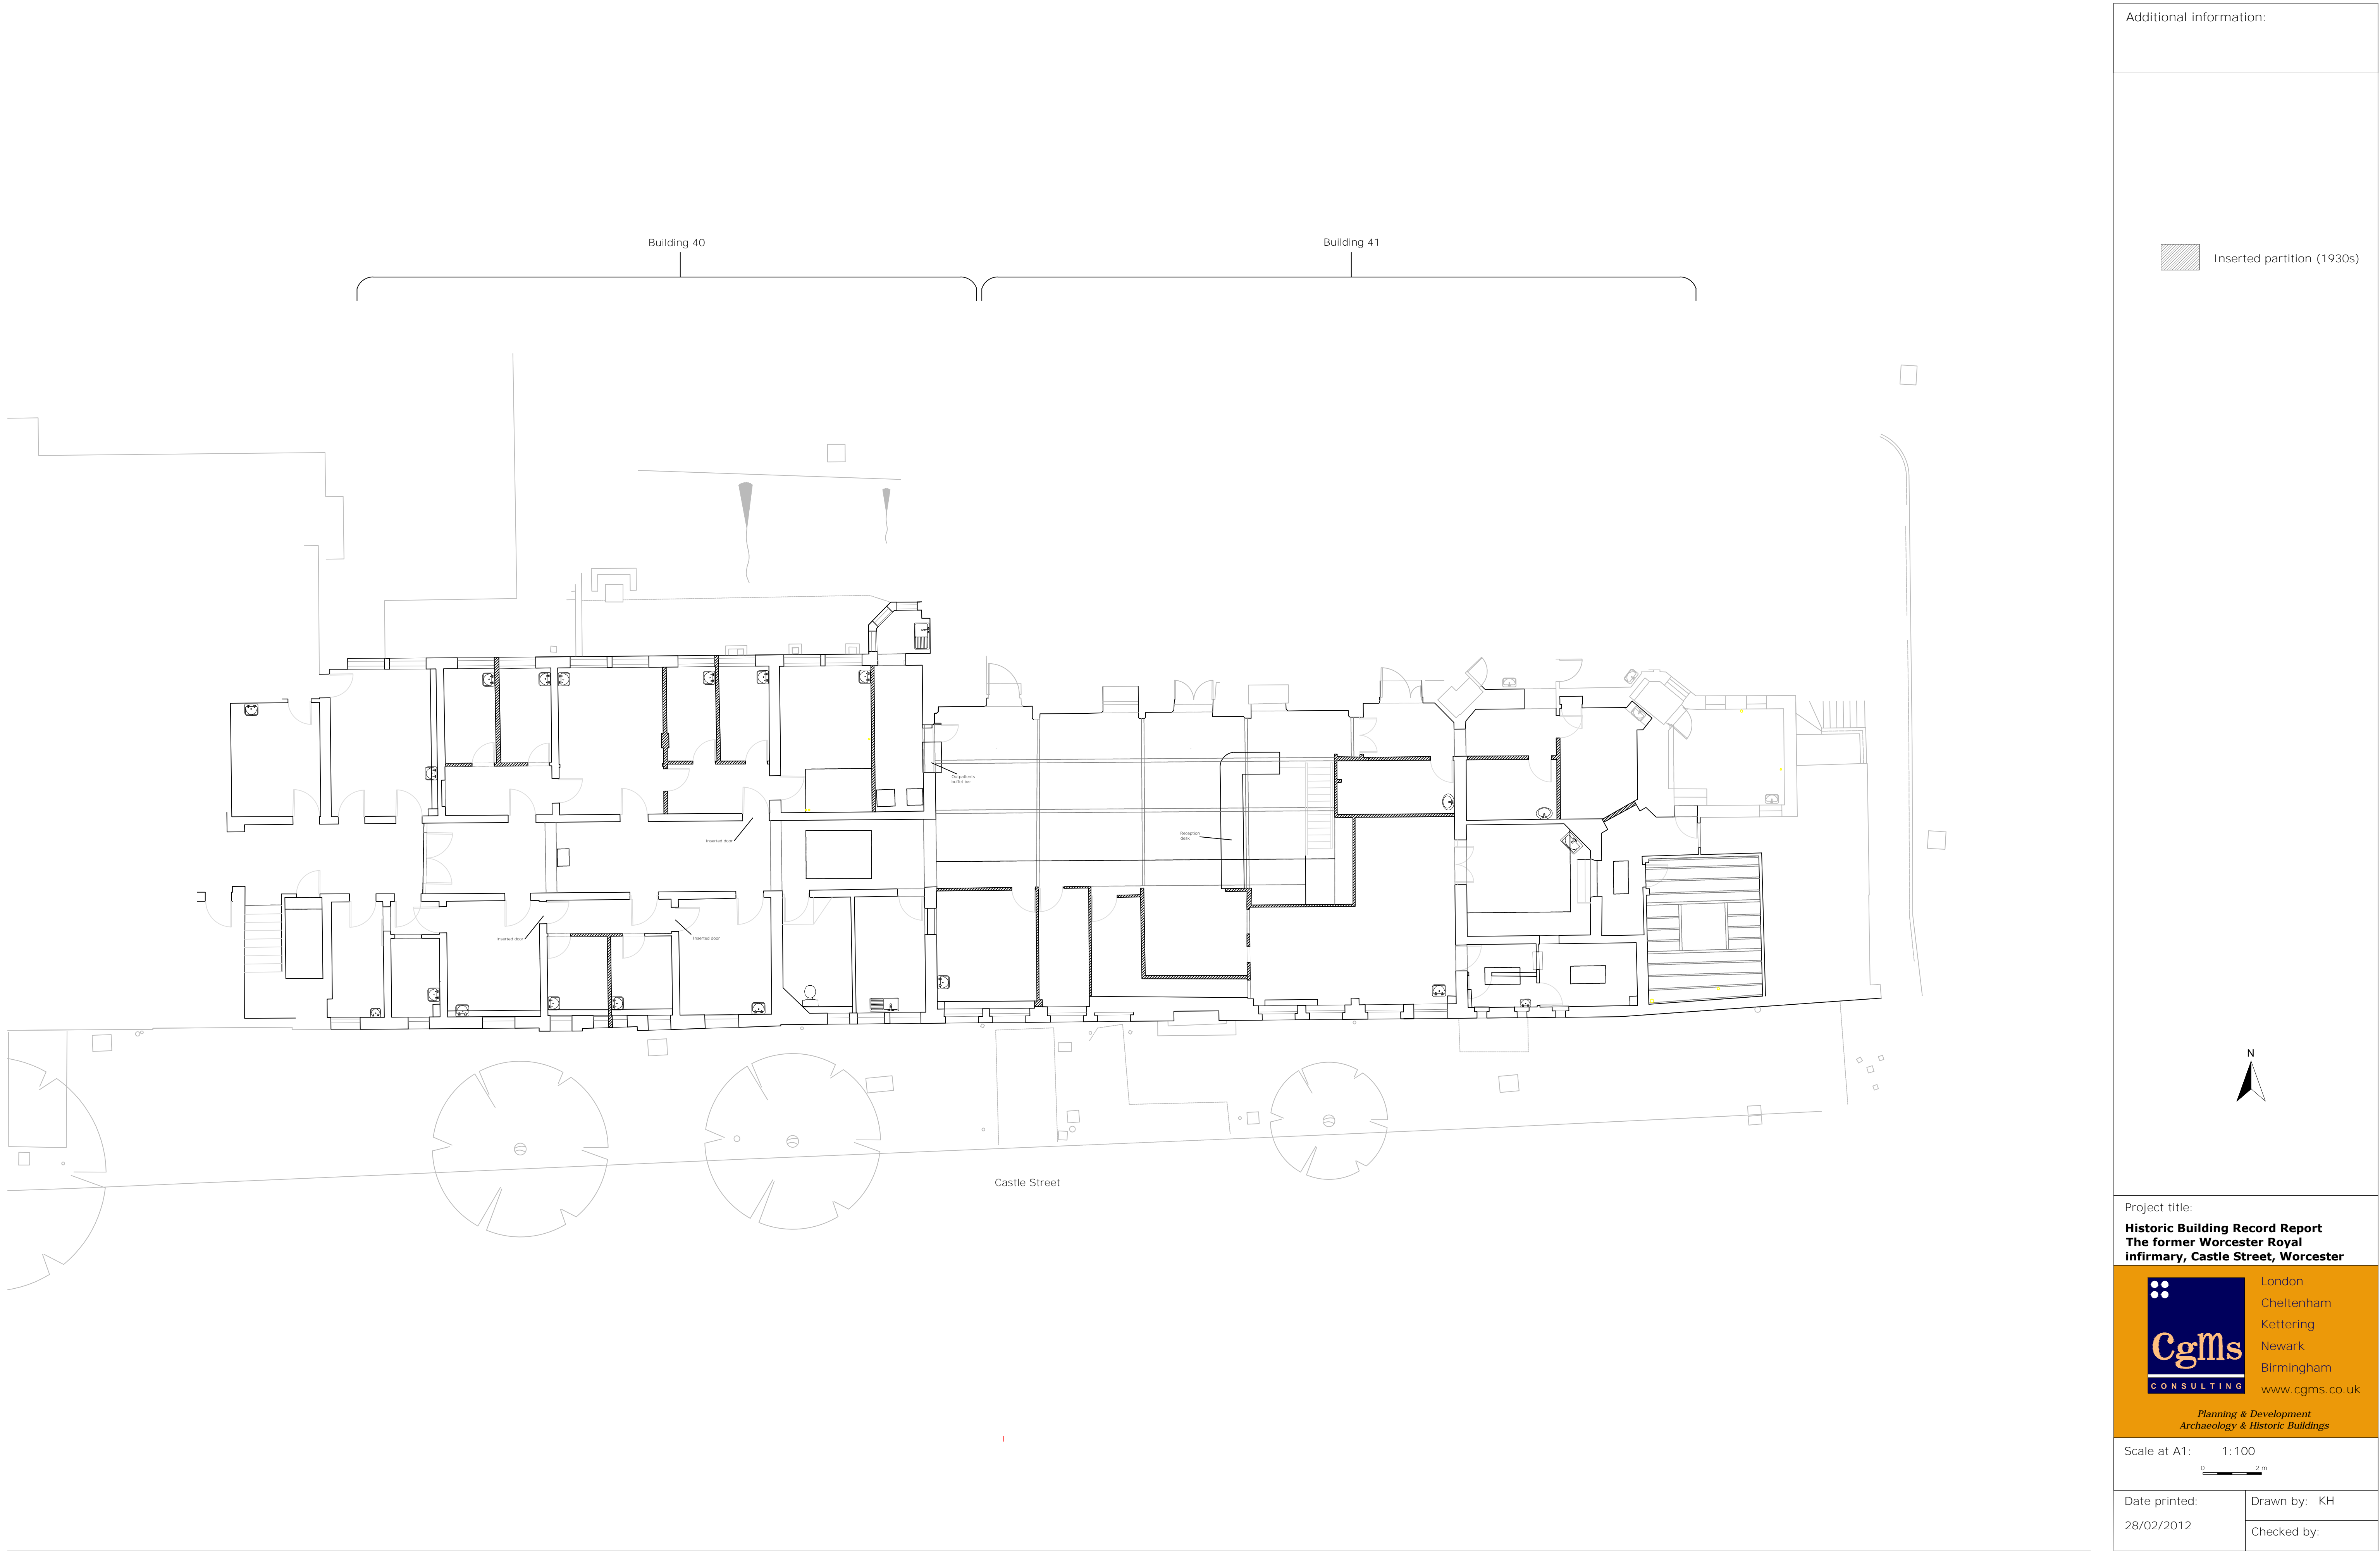 Additional information:
Building 40
Building 41
Inserted partition (1930s)
Outpatients
buffet bar
Reception
desk
Inserted door
Inserted door
Inserted door
N
Castle Street
Project title:
Historic Building Record Report
The former Worcester Royal
infirmary, Castle Street, Worcester
CgMs
CONSULTING
London
Cheltenham
Kettering
Newark
Birmingham
www.cgms.co.uk
Planning & Development
Archaeology & Historic Buildings
Scale at A1: 1:100
0 2 m
Date printed:
28/02/2012
Drawn by: KH
Checked by: